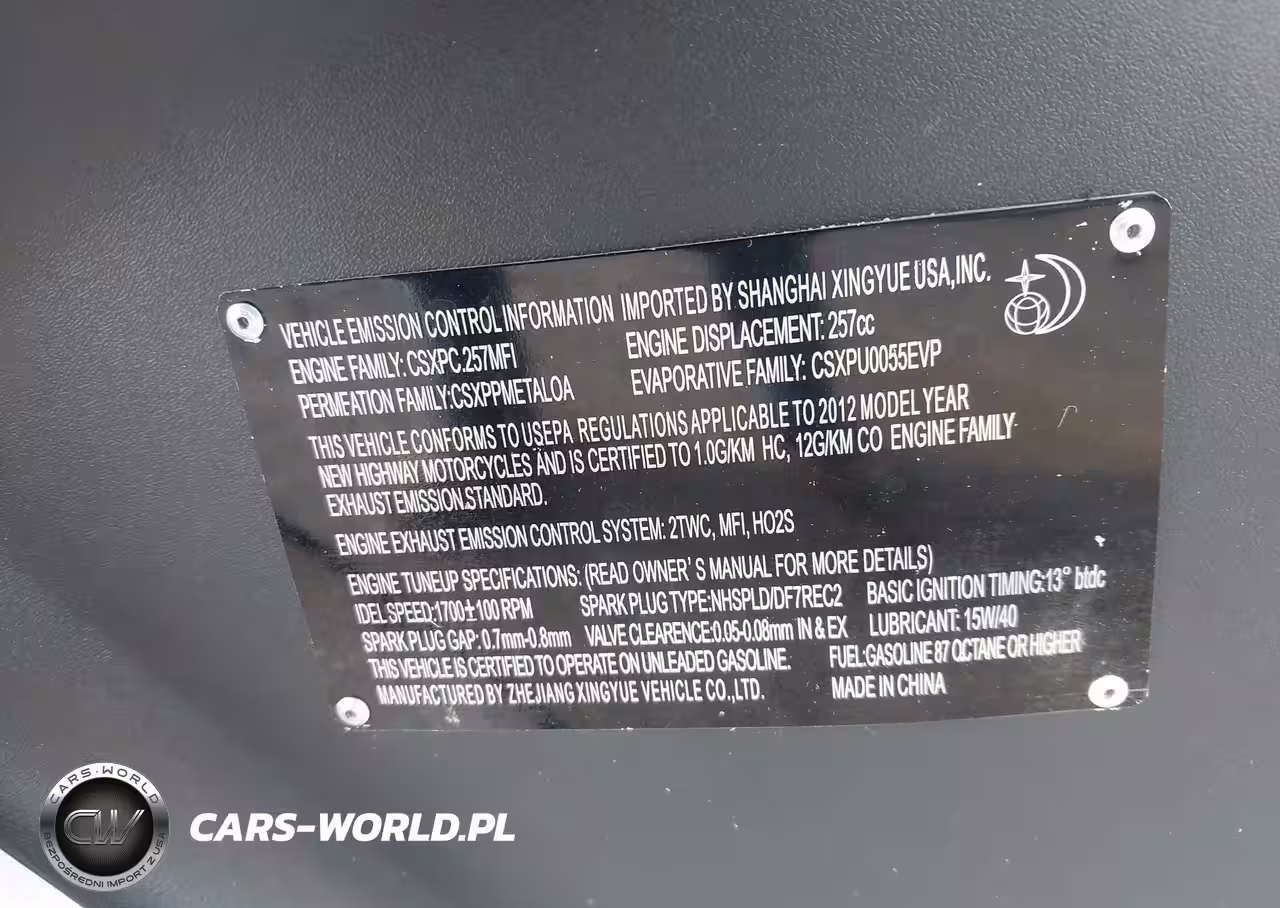 VEHICLE EMISSION CONTROL INFORMATION IMPORTED BY SHANGHAI XINGYUE USA,INC.
ENGINE FAMILY: CSXPC.257MFI ENGINE DISPLACEMENT: 257cc
PERMEATION FAMILY:CSXPPMETALOA EVAPORATIVE FAMILY: CSXPU0055EVP
THIS VEHICLE CONFORMS TO USEPA REGULATIONS APPLICABLE TO 2012 MODEL YEAR
NEW HIGHWAY MOTORCYCLES AND IS CERTIFIED TO 1.0G/KM HC, 12G/KM CO ENGINE FAMILY
EXHAUST EMISSION.STANDARD.
ENGINE EXHAUST EMISSION CONTROL SYSTEM: 2TWC, MFI, HO2S
ENGINE TUNEUP SPECIFICATIONS: (READ OWNER'S MANUAL FOR MORE DETAILS)
IDEL SPEED:1700±100 RPM SPARK PLUG TYPE:NHSPLD/DF7REC2 BASIC IGNITION TIMING:13° btdc
SPARK PLUG GAP: 0.7mm-0.8mm VALVE CLEARENCE:0.05-0.08mm IN & EX LUBRICANT: 15W/40
THIS VEHICLE IS CERTIFIED TO OPERATE ON UNLEADED GASOLINE. FUEL:GASOLINE 87 OCTANE OR HIGHER
MANUFACTURED BY ZHEJIANG XINGYUE VEHICLE CO.,LTD. MADE IN CHINA
CARS-WORLD
CW
BEZPOŚREDNI IMPORT Z USA
CARS-WORLD.PL